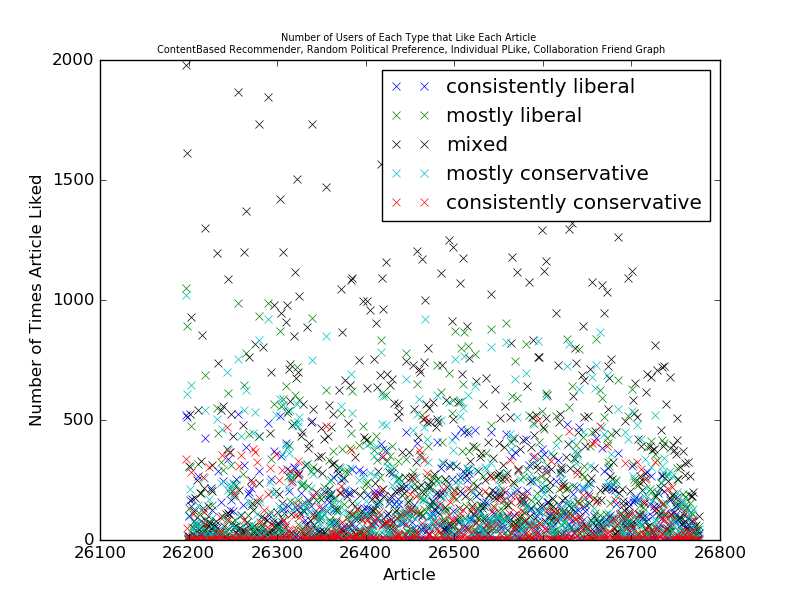 Number of Users of Each Type that Like Each Article
ContentBased Recommender, Random Political Preference, Individual PLike, Collaboration Friend Graph
2000
1500
1000
500
0
Number of Times Article Liked
consistently liberal
mostly liberal
mixed
mostly conservative
consistently conservative
26100 26200 26300 26400 26500 26600 26700 26800
Article